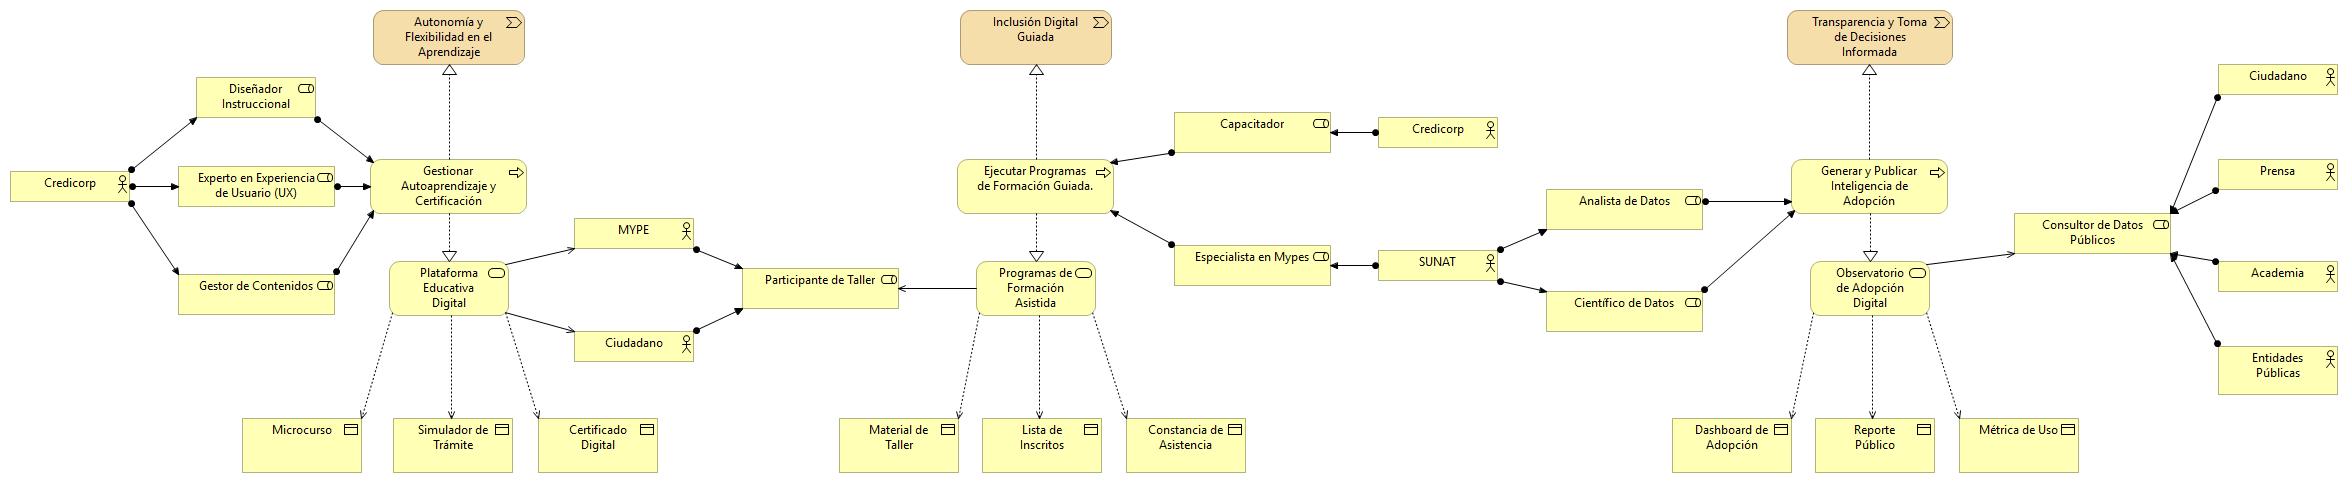 Autonomía y
Flexibilidad en el
Aprendizaje
Inclusión Digital
Guiada
Transparencia y Toma
de Decisiones
Informada
Ciudadano
Diseñador
Instruccional
Capacitador
Credicorp
Credicorp
Experto en Experiencia
de Usuario (UX)
Gestionar
Autoaprendizaje y
Certificación
Ejecutar Programas
de Formación Guiada.
Generar y Publicar
Inteligencia de
Adopción
Prensa
Analista de Datos
MYPE
Consultor de Datos
Públicos
Gestor de Contenidos
Plataforma
Educativa
Digital
Participante de Taller
Programas de
Formación
Asistida
Especialista en Mypes
SUNAT
Científico de Datos
Observatorio
de Adopción
Digital
Academia
Ciudadano
Entidades
Públicas
Microcurso
Simulador de
Trámite
Certificado
Digital
Material de
Taller
Lista de
Inscritos
Constancia de
Asistencia
Dashboard de
Adopción
Reporte
Público
Métrica de Uso